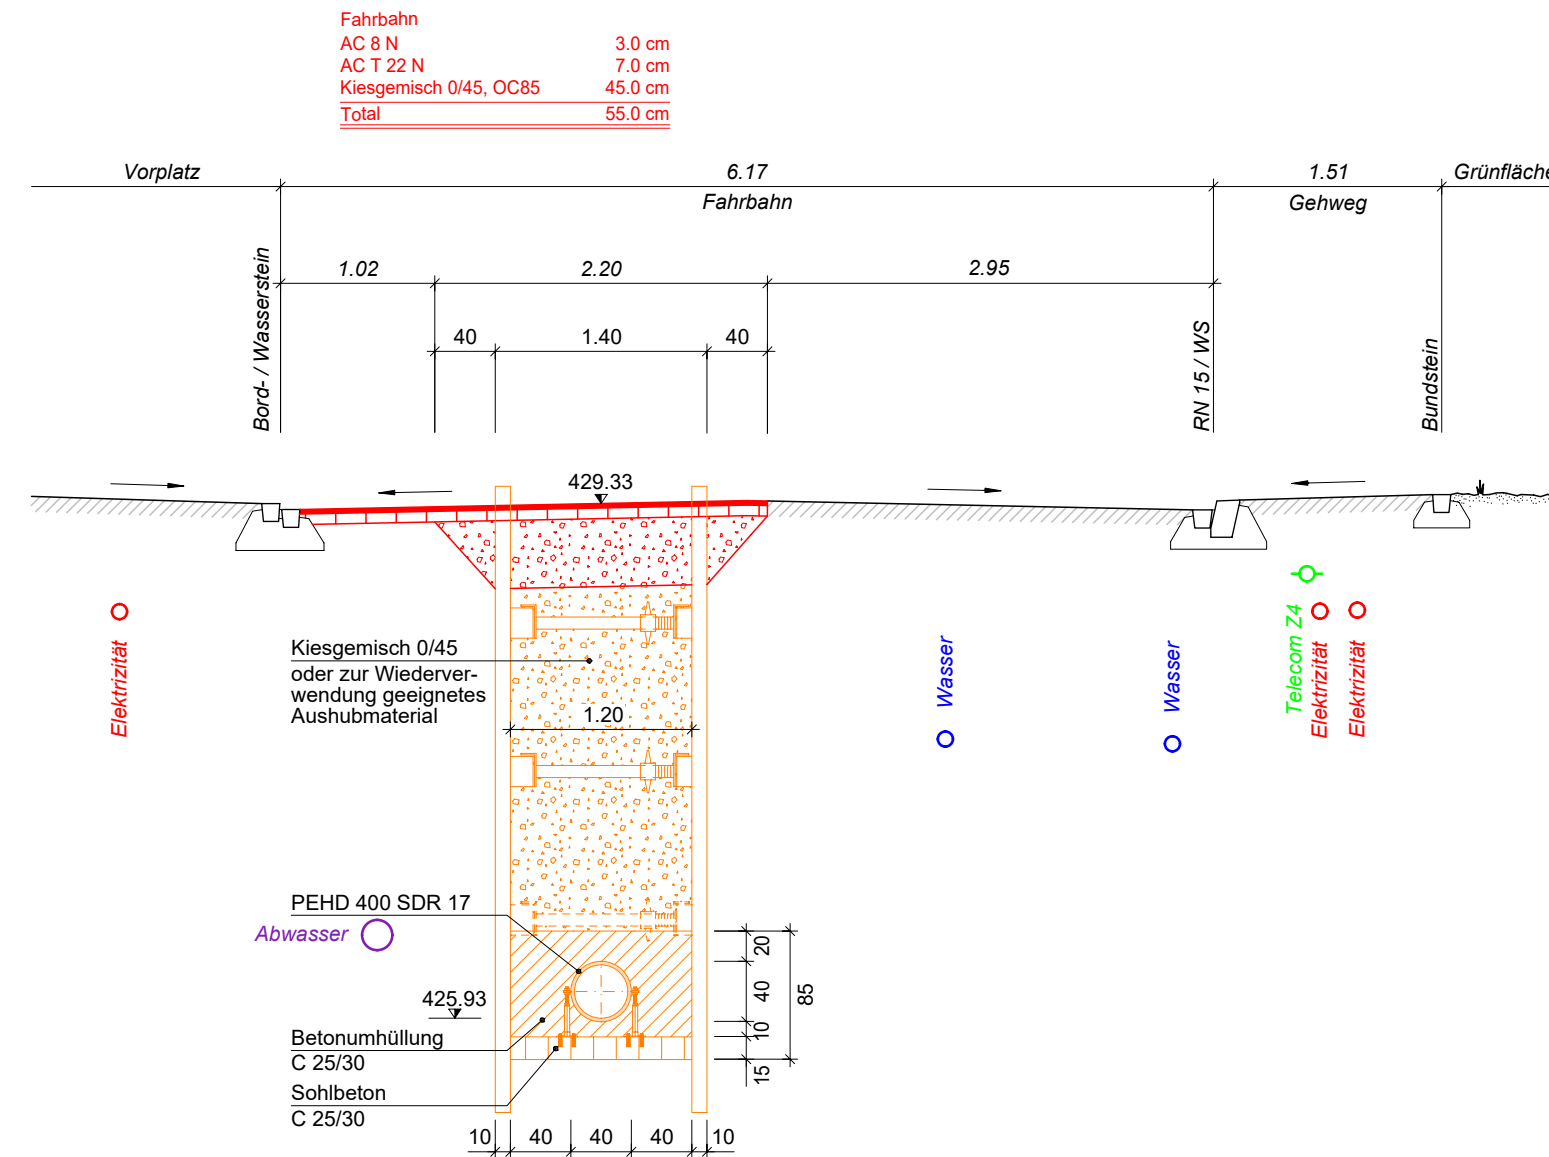 Fahrbahn
AC 8 N 3.0 cm
AC T 22 N 7.0 cm
Kiesgemisch 0/45, OC85 45.0 cm
Total 55.0 cm
Vorplatz 6.17 1.51 Grünfläche
Fahrbahn Gehweg
Bord- / Wasserstein
1.02 2.20 2.95
RN 15 / WS
Bundstein
40 1.40 40
429.33
Elektrizität
Kiesgemisch 0/45
oder zur Wiederver-
wendung geeignetes
Aushubmaterial
1.20
Wasser
Wasser
Telecom Z4
Elektrizität
Elektrizität
PEHD 400 SDR 17
Abwasser
425.93
Betonumhüllung
C 25/30
Sohlbeton
C 25/30
20
40
10
15
85
10 40 40 40 10